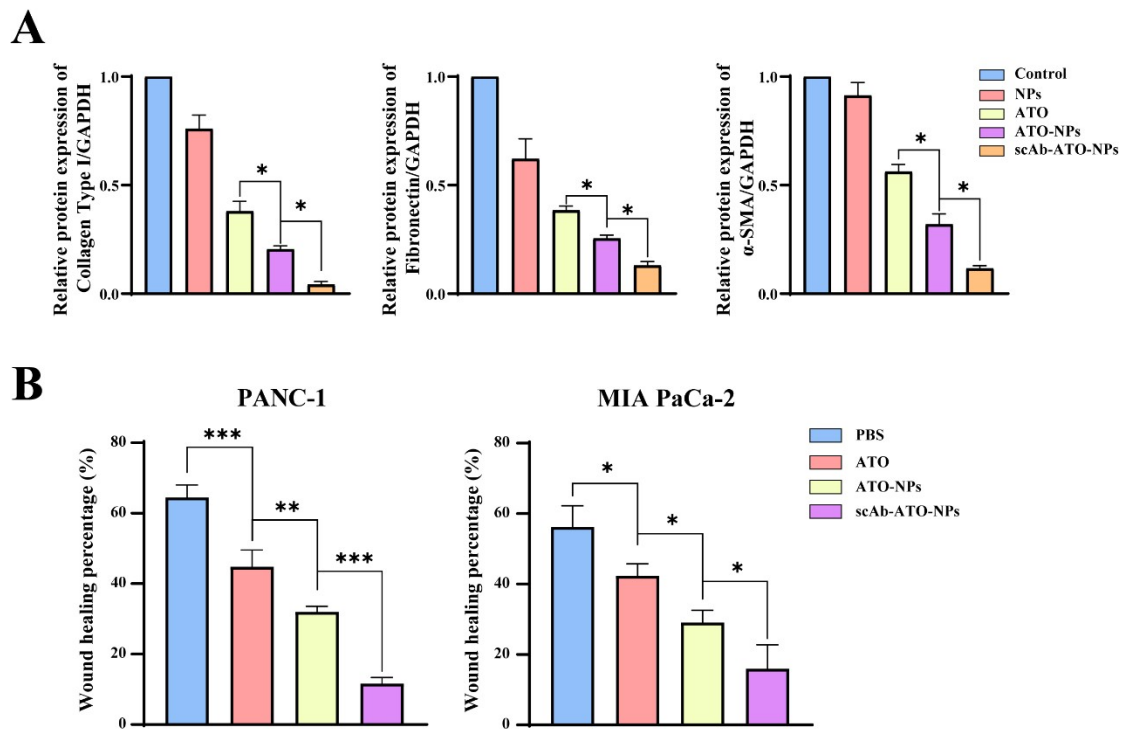 A
Relative protein expression of
Collagen Type I/GAPDH
1.0
0.5
0.0
*
*
Relative protein expression of
Fibronectin/GAPDH
1.0
0.5
0.0
*
*
Relative protein expression of
α-SMA/GAPDH
1.0
0.5
0.0
*
*
Control
NPs
ATO
ATO-NPs
scAb-ATO-NPs
B
PANC-1
Wound healing percentage (%)
80
60
40
20
0
***
**
***
MIA PaCa-2
Wound healing percentage (%)
80
60
40
20
0
*
*
*
PBS
ATO
ATO-NPs
scAb-ATO-NPs